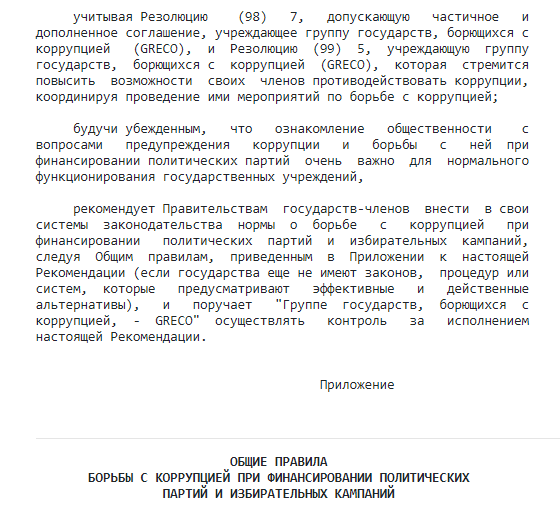 учитывая Резолюцию (98) 7, допускающую частичное и
дополненное соглашение, учреждающее группу государств, борющихся с
коррупцией (GRECO), и Резолюцию (99) 5, учреждающую группу
государств, борющихся с коррупцией (GRECO), которая стремится
повысить возможности своих членов противодействовать коррупции,
координируя проведение ими мероприятий по борьбе с коррупцией;
будучи убежденным, что ознакомление общественности с
вопросами предупреждения коррупции и борьбы с ней при
финансировании политических партий очень важно для нормального
функционирования государственных учреждений,
рекомендует Правительствам государств-членов внести в свои
системы законодательства нормы о борьбе с коррупцией при
финансировании политических партий и избирательных кампаний,
следуя Общим правилам, приведенным в Приложении к настоящей
Рекомендации (если государства еще не имеют законов, процедур или
систем, которые предусматривают эффективные и действенные
альтернативы), и поручает "Группе государств, борющихся с
коррупцией, - GRECO" осуществлять контроль за исполнением
настоящей Рекомендации.
Приложение
ОБЩИЕ ПРАВИЛА
БОРЬБЫ С КОРРУПЦИЕЙ ПРИ ФИНАНСИРОВАНИИ ПОЛИТИЧЕСКИХ
ПАРТИЙ И ИЗБИРАТЕЛЬНЫХ КАМПАНИЙ